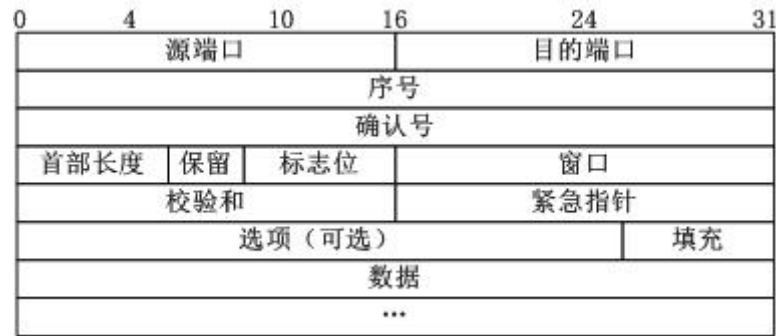 0 4 10 16 24 31
源端口 目的端口
序号
确认号
首部长度 保留 标志位 窗口
校验和 紧急指针
选项（可选） 填充
数据
…